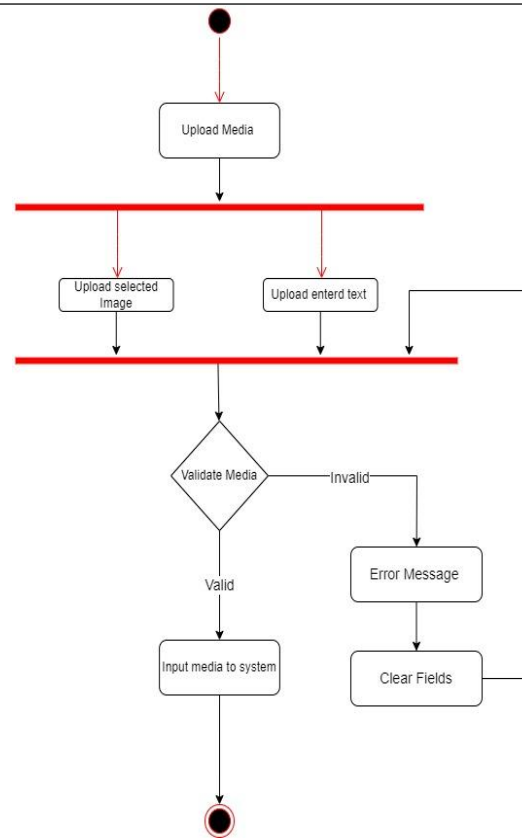 Upload Media
Upload selected
Image
Upload enterd text
Validate Media
Invalid
Error Message
Valid
Input media to system
Clear Fields